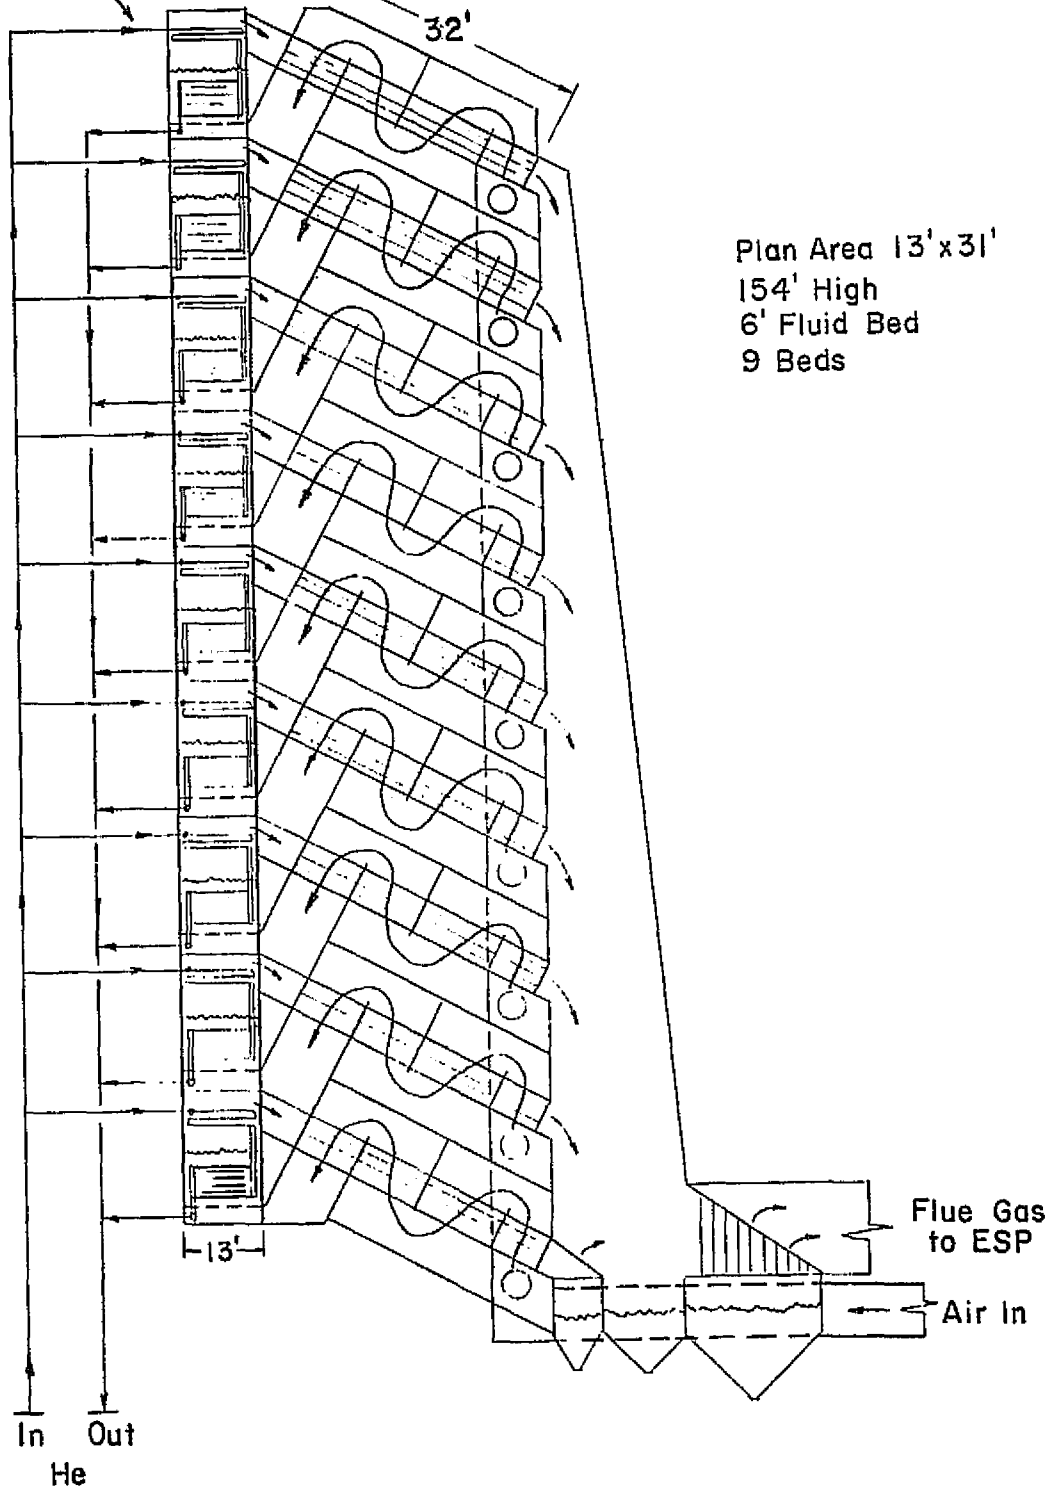 32'
Plan Area 13'x31'
154' High
6' Fluid Bed
9 Beds
Flue Gas
to ESP
13'
Air In
In Out
He